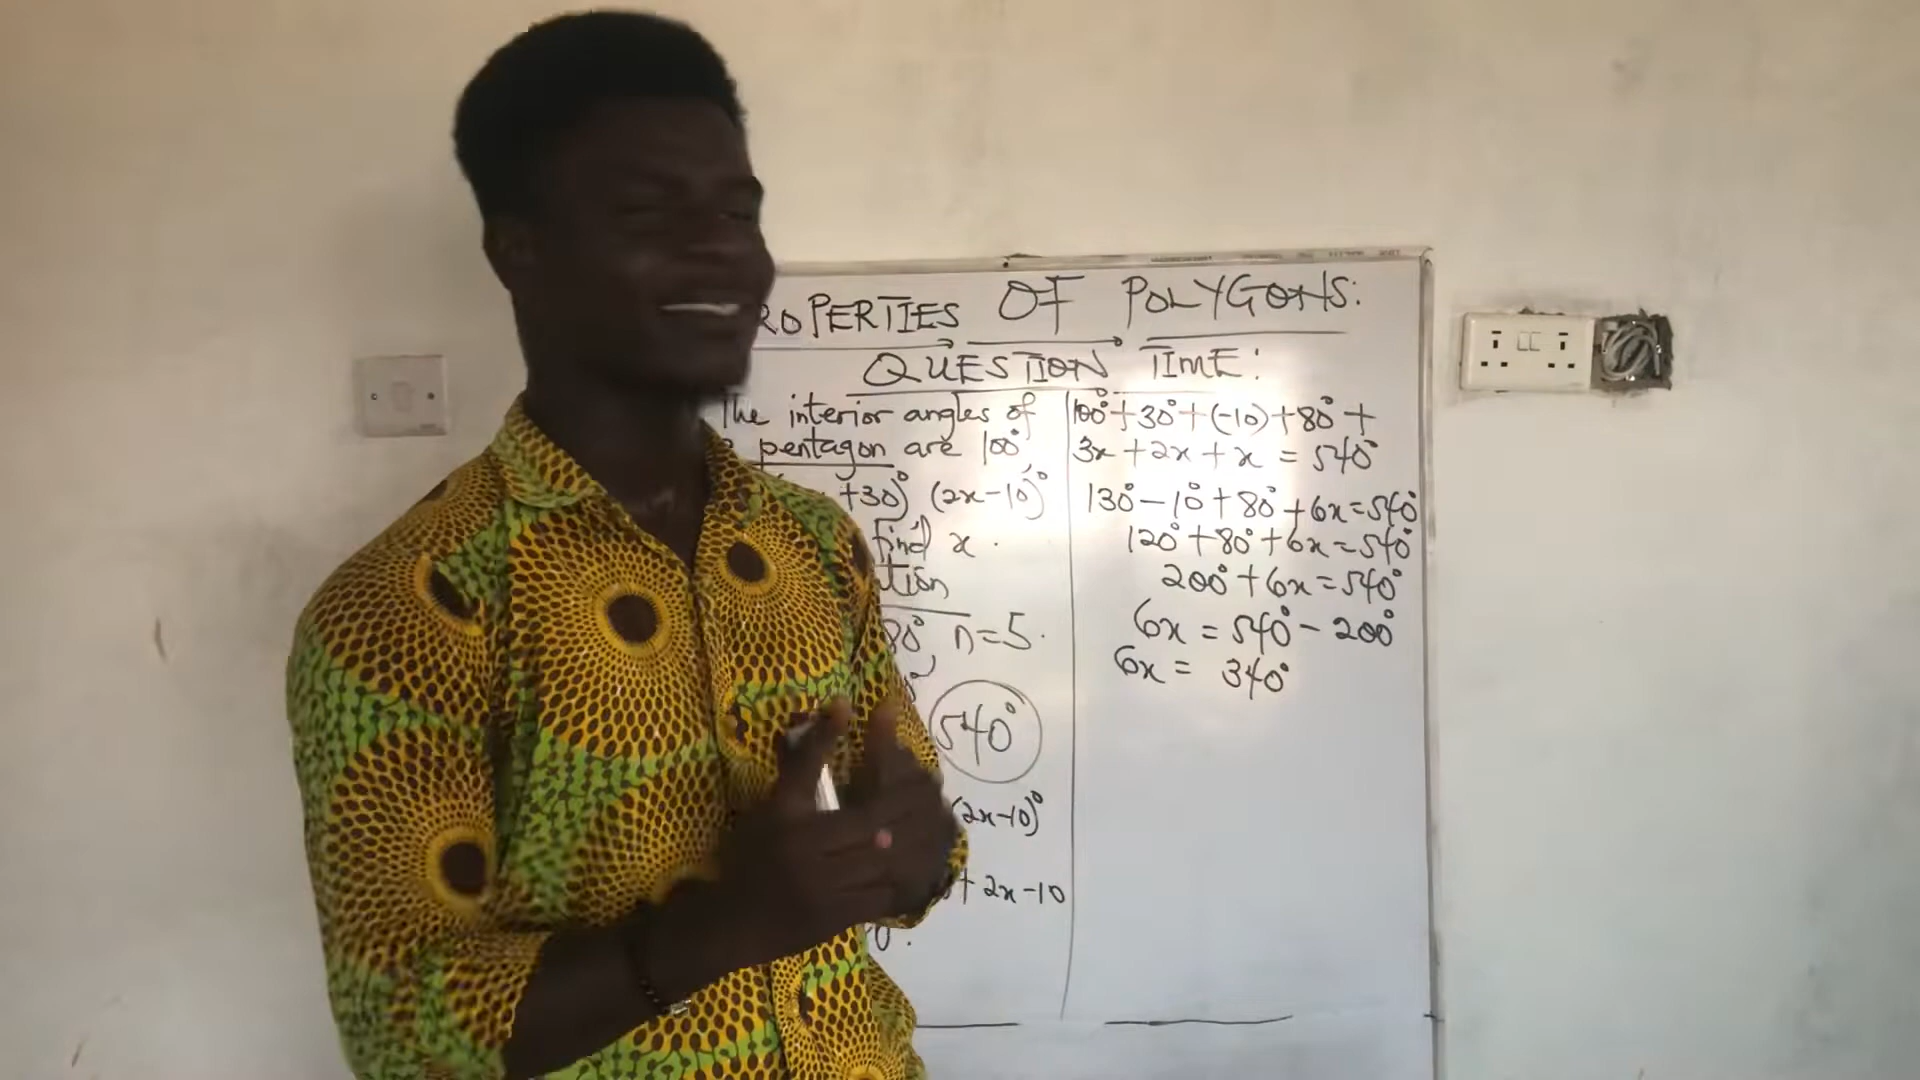 ROPERTIES OF POLYGONS:
QUESTION TIME:
The interior angles of
pentagon are 100°
+30)° (2x-10)°
find x.
tion
80° n=5.
540°
(2x-10)°
+ 2x-10
0.
100°+30°+(-10)+80°+
3x+2x+x = 540°
130°-10°+80°+6x=540°
120°+80°+6x=540°
200°+6x=540°
6x = 540°-200°
6x = 340°